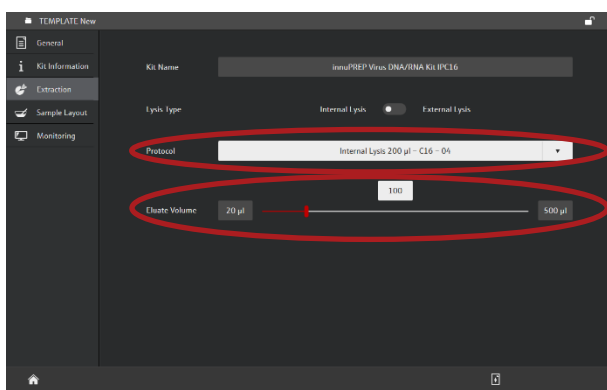 TEMPLATE New
General
Kit Information
Extraction
Sample Layout
Monitoring
Kit Name innuPREP Virus DNA/RNA Kit IPC16
Lysis Type Internal Lysis External Lysis
Protocol Internal Lysis 200 µl – C16 – 04
100
Eluate Volume 20 µl 500 µl